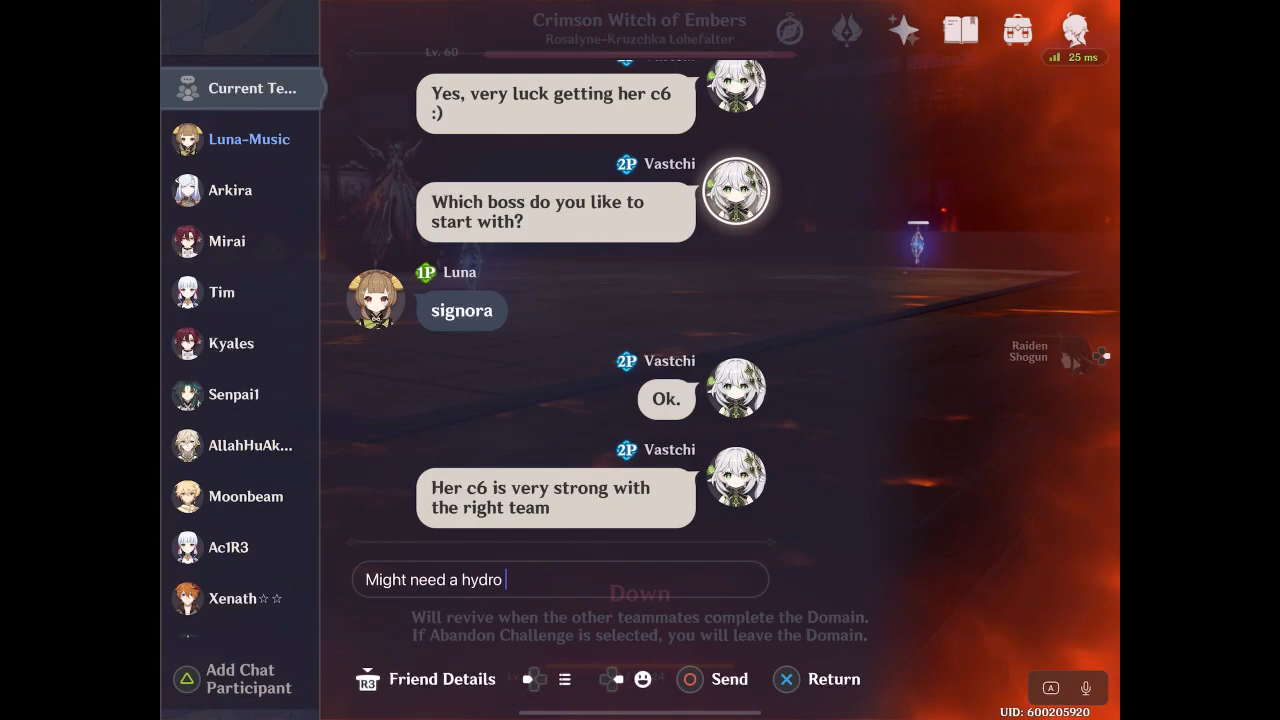 Crimson Witch of Embers
Rosalyne-Kruzchka Lohefalter
Lv. 60
25 ms
Current Te...
Luna-Music
Arkira
Mirai
Tim
Kyales
Senpai1
AllahHuAk...
Moonbeam
Ac1R3
Xenath☆☆
Add Chat
Participant
Yes, very luck getting her c6
:)
2P Vastchi
Which boss do you like to
start with?
1P Luna
signora
2P Vastchi
Ok.
2P Vastchi
Her c6 is very strong with
the right team
Might need a hydro
Down
Will revive when the other teammates complete the Domain.
If Abandon Challenge is selected, you will leave the Domain.
Raiden
Shogun
R3 Friend Details
Send
Return
A
UID: 600205920